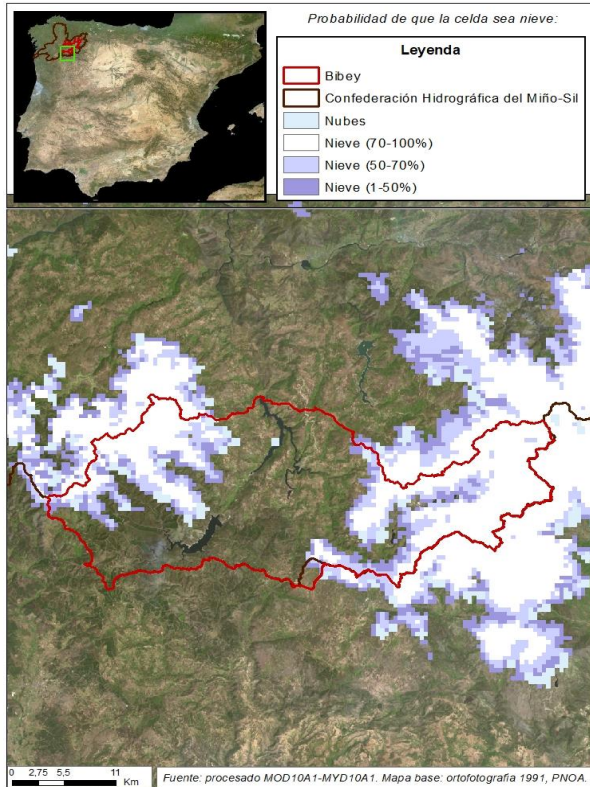 Probabilidad de que la celda sea nieve:
Leyenda
Bibey
Confederación Hidrográfica del Miño-Sil
Nubes
Nieve (70-100%)
Nieve (50-70%)
Nieve (1-50%)
0 2,75 5,5 11
Km
Fuente: procesado MOD10A1-MYD10A1. Mapa base: ortofotografia 1991, PNOA.